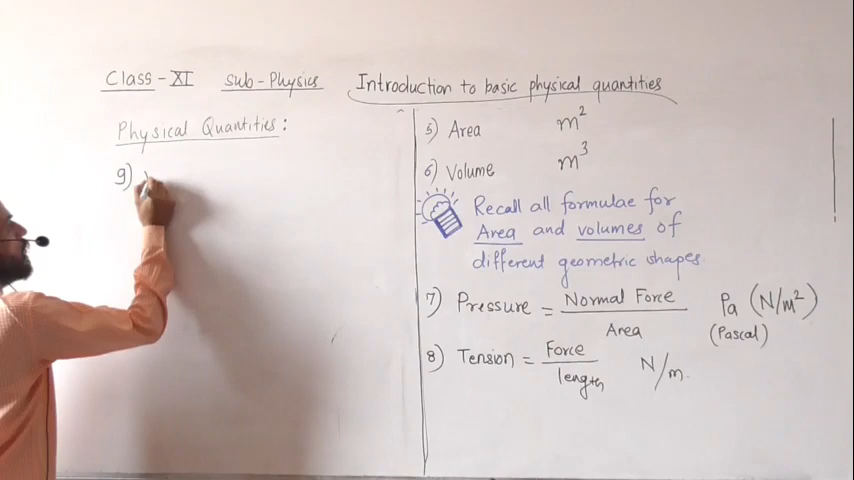 Class-XI Sub-Physics Introduction to basic physical quantities
Physical Quantities:
9)
5) Area m²
6) Volume m³
Recall all formulae for
Area and volumes of
different geometric shapes.
7) Pressure = Normal Force / Area Pa (N/m²)
(Pascal)
8) Tension = Force / length N/m.